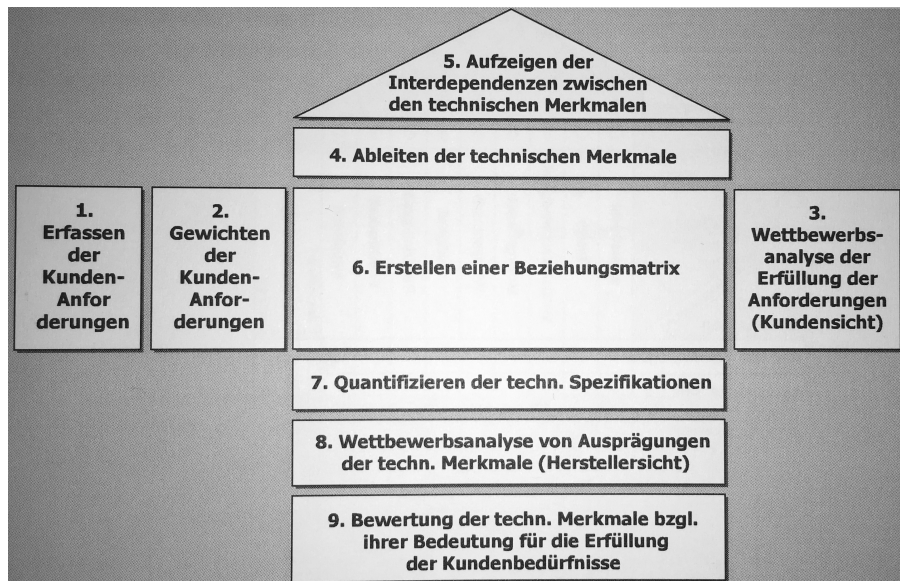 5. Aufzeigen der
Interdependenzen zwischen
den technischen Merkmalen
4. Ableiten der technischen Merkmale
1.
Erfassen
der
Kunden-
Anfor
derungen
2.
Gewichten
der
Kunden-
Anfor-
derungen
6. Erstellen einer Beziehungsmatrix
3.
Wettbewerbs-
analyse der
Erfüllung der
Anforderungen
(Kundensicht)
7. Quantifizieren der techn. Spezifikationen
8. Wettbewerbsanalyse von Ausprägungen
der techn. Merkmale (Herstellersicht)
9. Bewertung der techn. Merkmale bzgl.
ihrer Bedeutung für die Erfüllung
der Kundenbedürfnisse